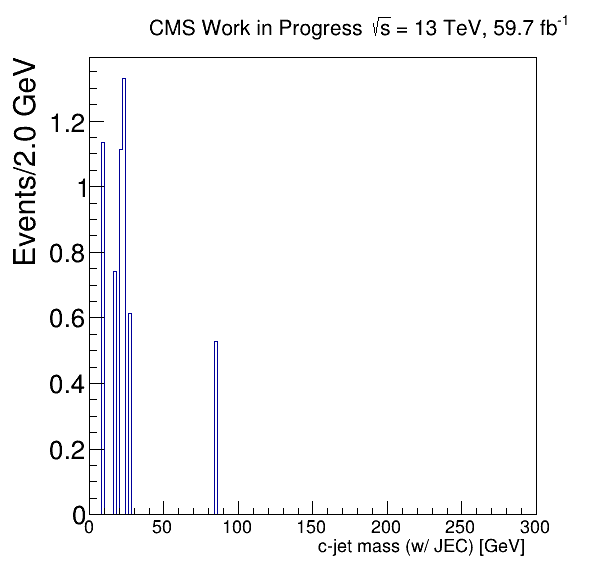 CMS Work in Progress √s = 13 TeV, 59.7 fb⁻¹
Events/2.0 GeV
1.2
1
0.8
0.6
0.4
0.2
0
0 50 100 150 200 250 300
c-jet mass (w/ JEC) [GeV]